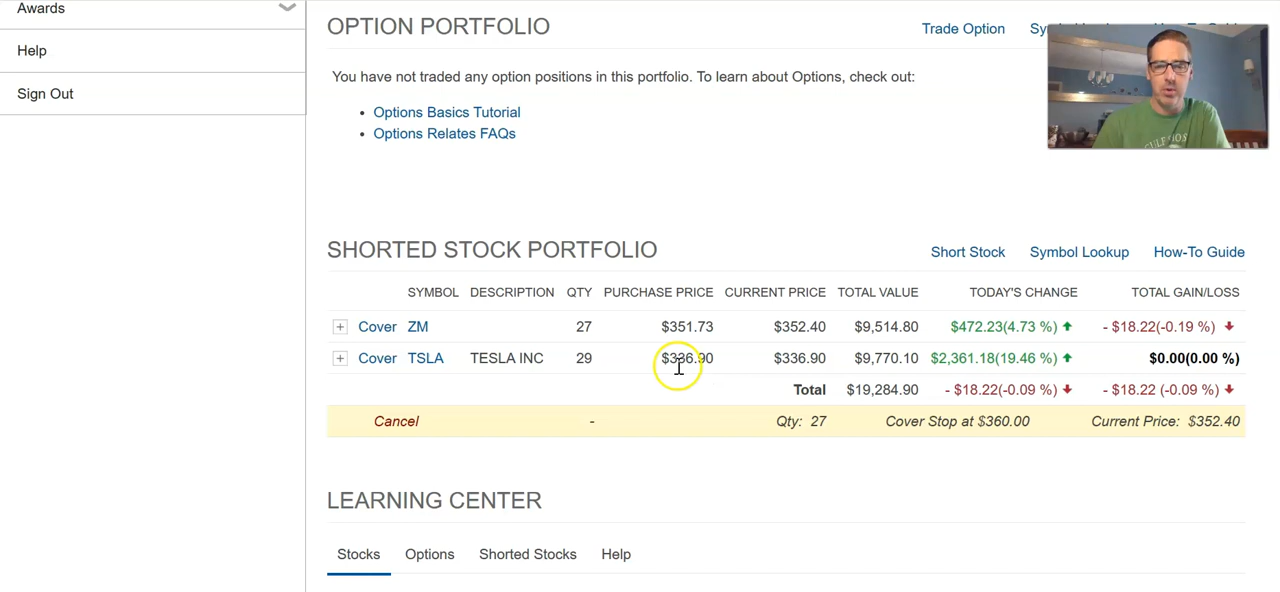 Awards
Help
Sign Out
OPTION PORTFOLIO
Trade Option
You have not traded any option positions in this portfolio. To learn about Options, check out:
• Options Basics Tutorial
• Options Relates FAQs
SHORTED STOCK PORTFOLIO
Short Stock Symbol Lookup How-To Guide
SYMBOL DESCRIPTION QTY PURCHASE PRICE CURRENT PRICE TOTAL VALUE TODAY'S CHANGE TOTAL GAIN/LOSS
+ Cover ZM 27 $351.73 $352.40 $9,514.80 $472.23(4.73 %) - $18.22(-0.19 %)
+ Cover TSLA TESLA INC 29 $336.90 $336.90 $9,770.10 $2,361.18(19.46 %) $0.00(0.00 %)
Total $19,284.90 - $18.22(-0.09 %) - $18.22 (-0.09 %)
Cancel - Qty: 27 Cover Stop at $360.00 Current Price: $352.40
LEARNING CENTER
Stocks Options Shorted Stocks Help